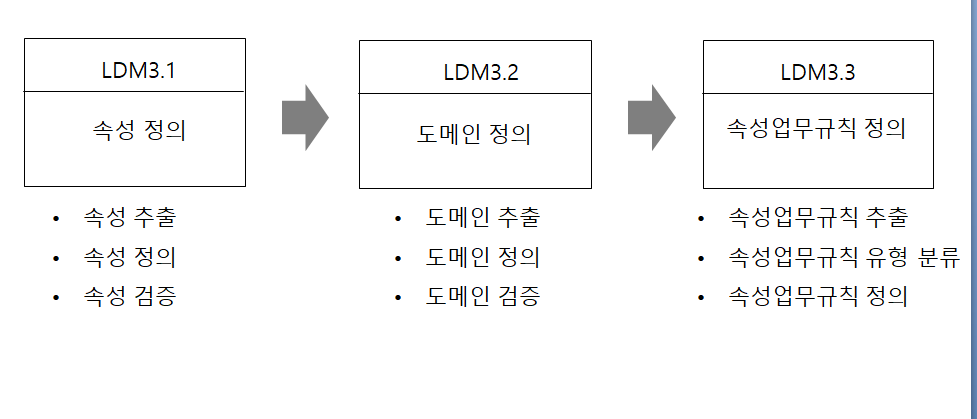 LDM3.1
속성 정의
• 속성 추출
• 속성 정의
• 속성 검증
LDM3.2
도메인 정의
• 도메인 추출
• 도메인 정의
• 도메인 검증
LDM3.3
속성업무규칙 정의
• 속성업무규칙 추출
• 속성업무규칙 유형 분류
• 속성업무규칙 정의